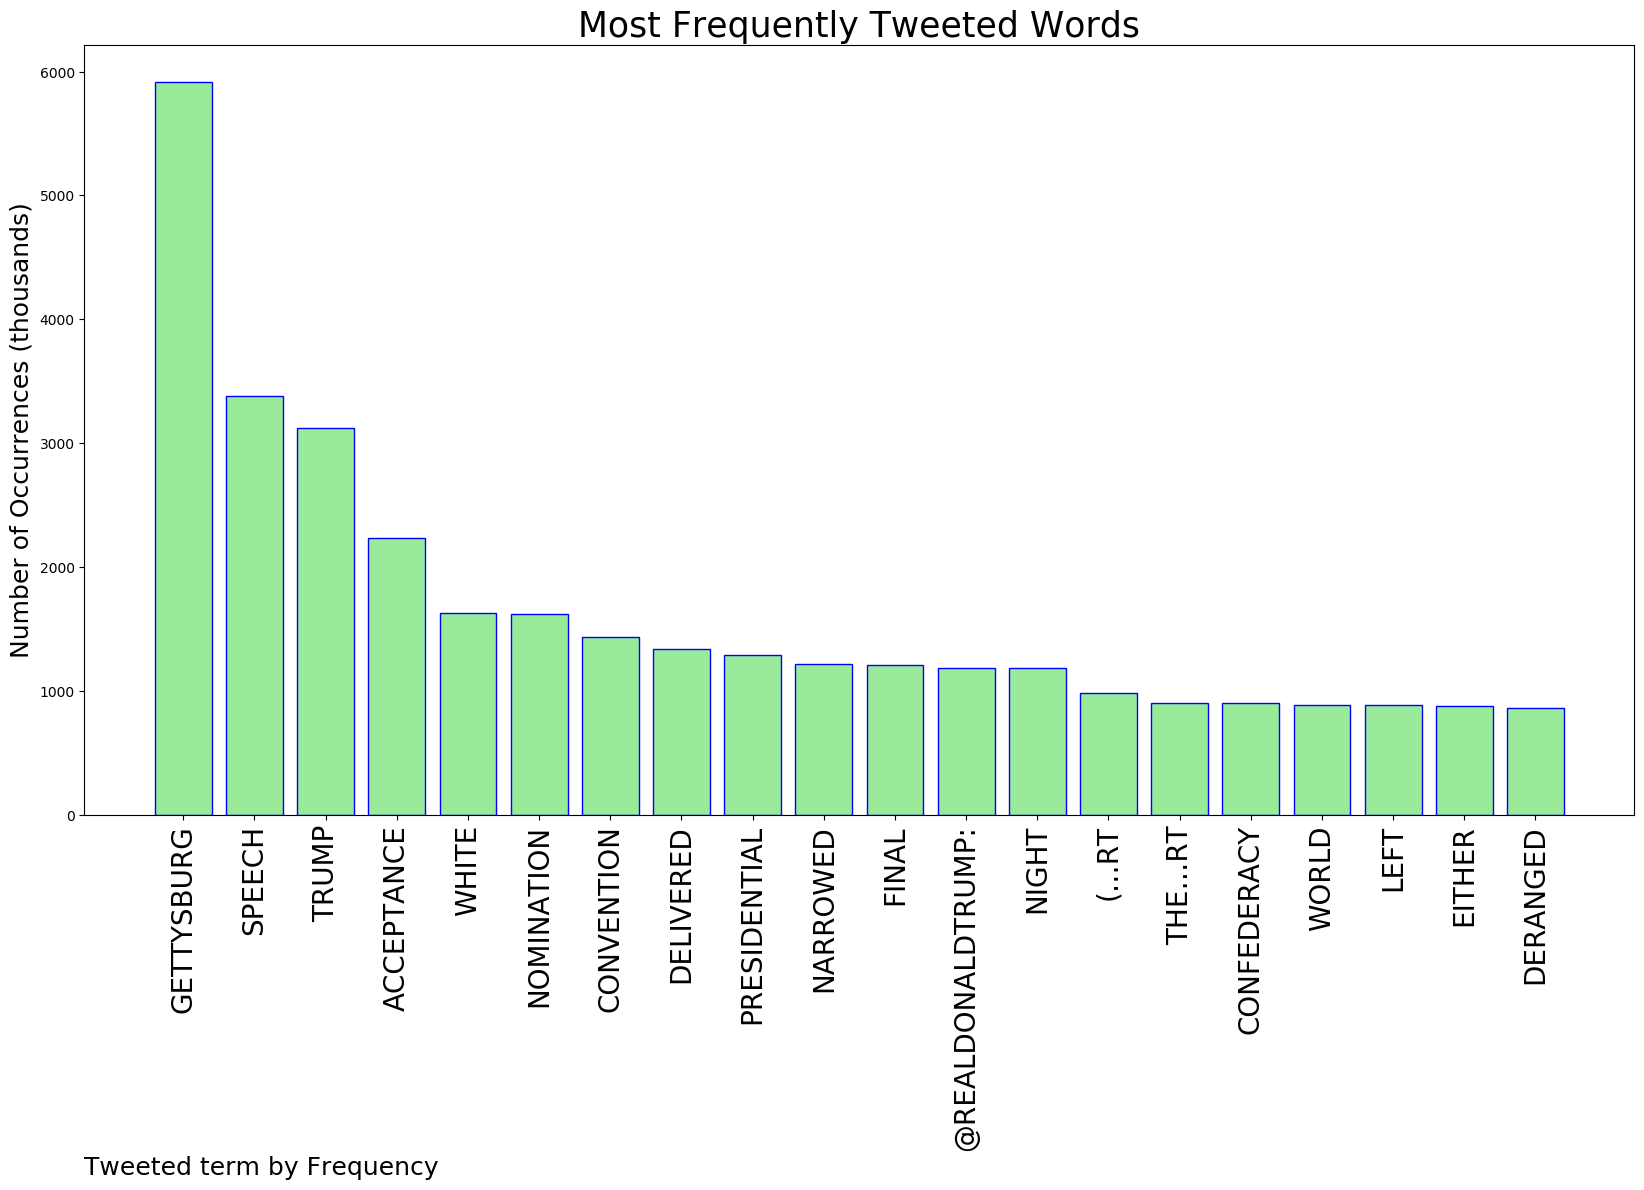 Most Frequently Tweeted Words
Number of Occurrences (thousands)
6000
5000
4000
3000
2000
1000
0
GETTYSBURG
SPEECH
TRUMP
ACCEPTANCE
WHITE
NOMINATION
CONVENTION
DELIVERED
PRESIDENTIAL
NARROWED
FINAL
@REALDONALDTRUMP:
NIGHT
(...RT
THE...RT
CONFEDERACY
WORLD
LEFT
EITHER
DERANGED
Tweeted term by Frequency